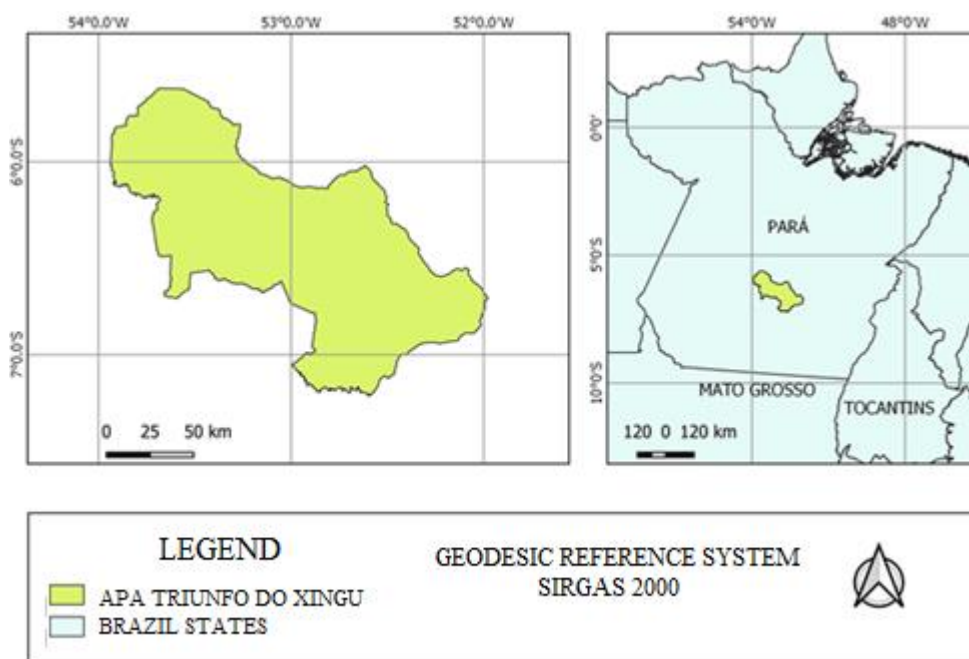 54°0.0'W 53°0.0'W 52°0.0'W
6°0.0'S
7°0.0'S
0 25 50 km
54°0'W 48°0'W
0°0'
5°0'S
10°0'S
PARÁ
MATO GROSSO
TOCANTINS
120 0 120 km
LEGEND
APA TRIUNFO DO XINGU
BRAZIL STATES
GEODESIC REFERENCE SYSTEM
SIRGAS 2000